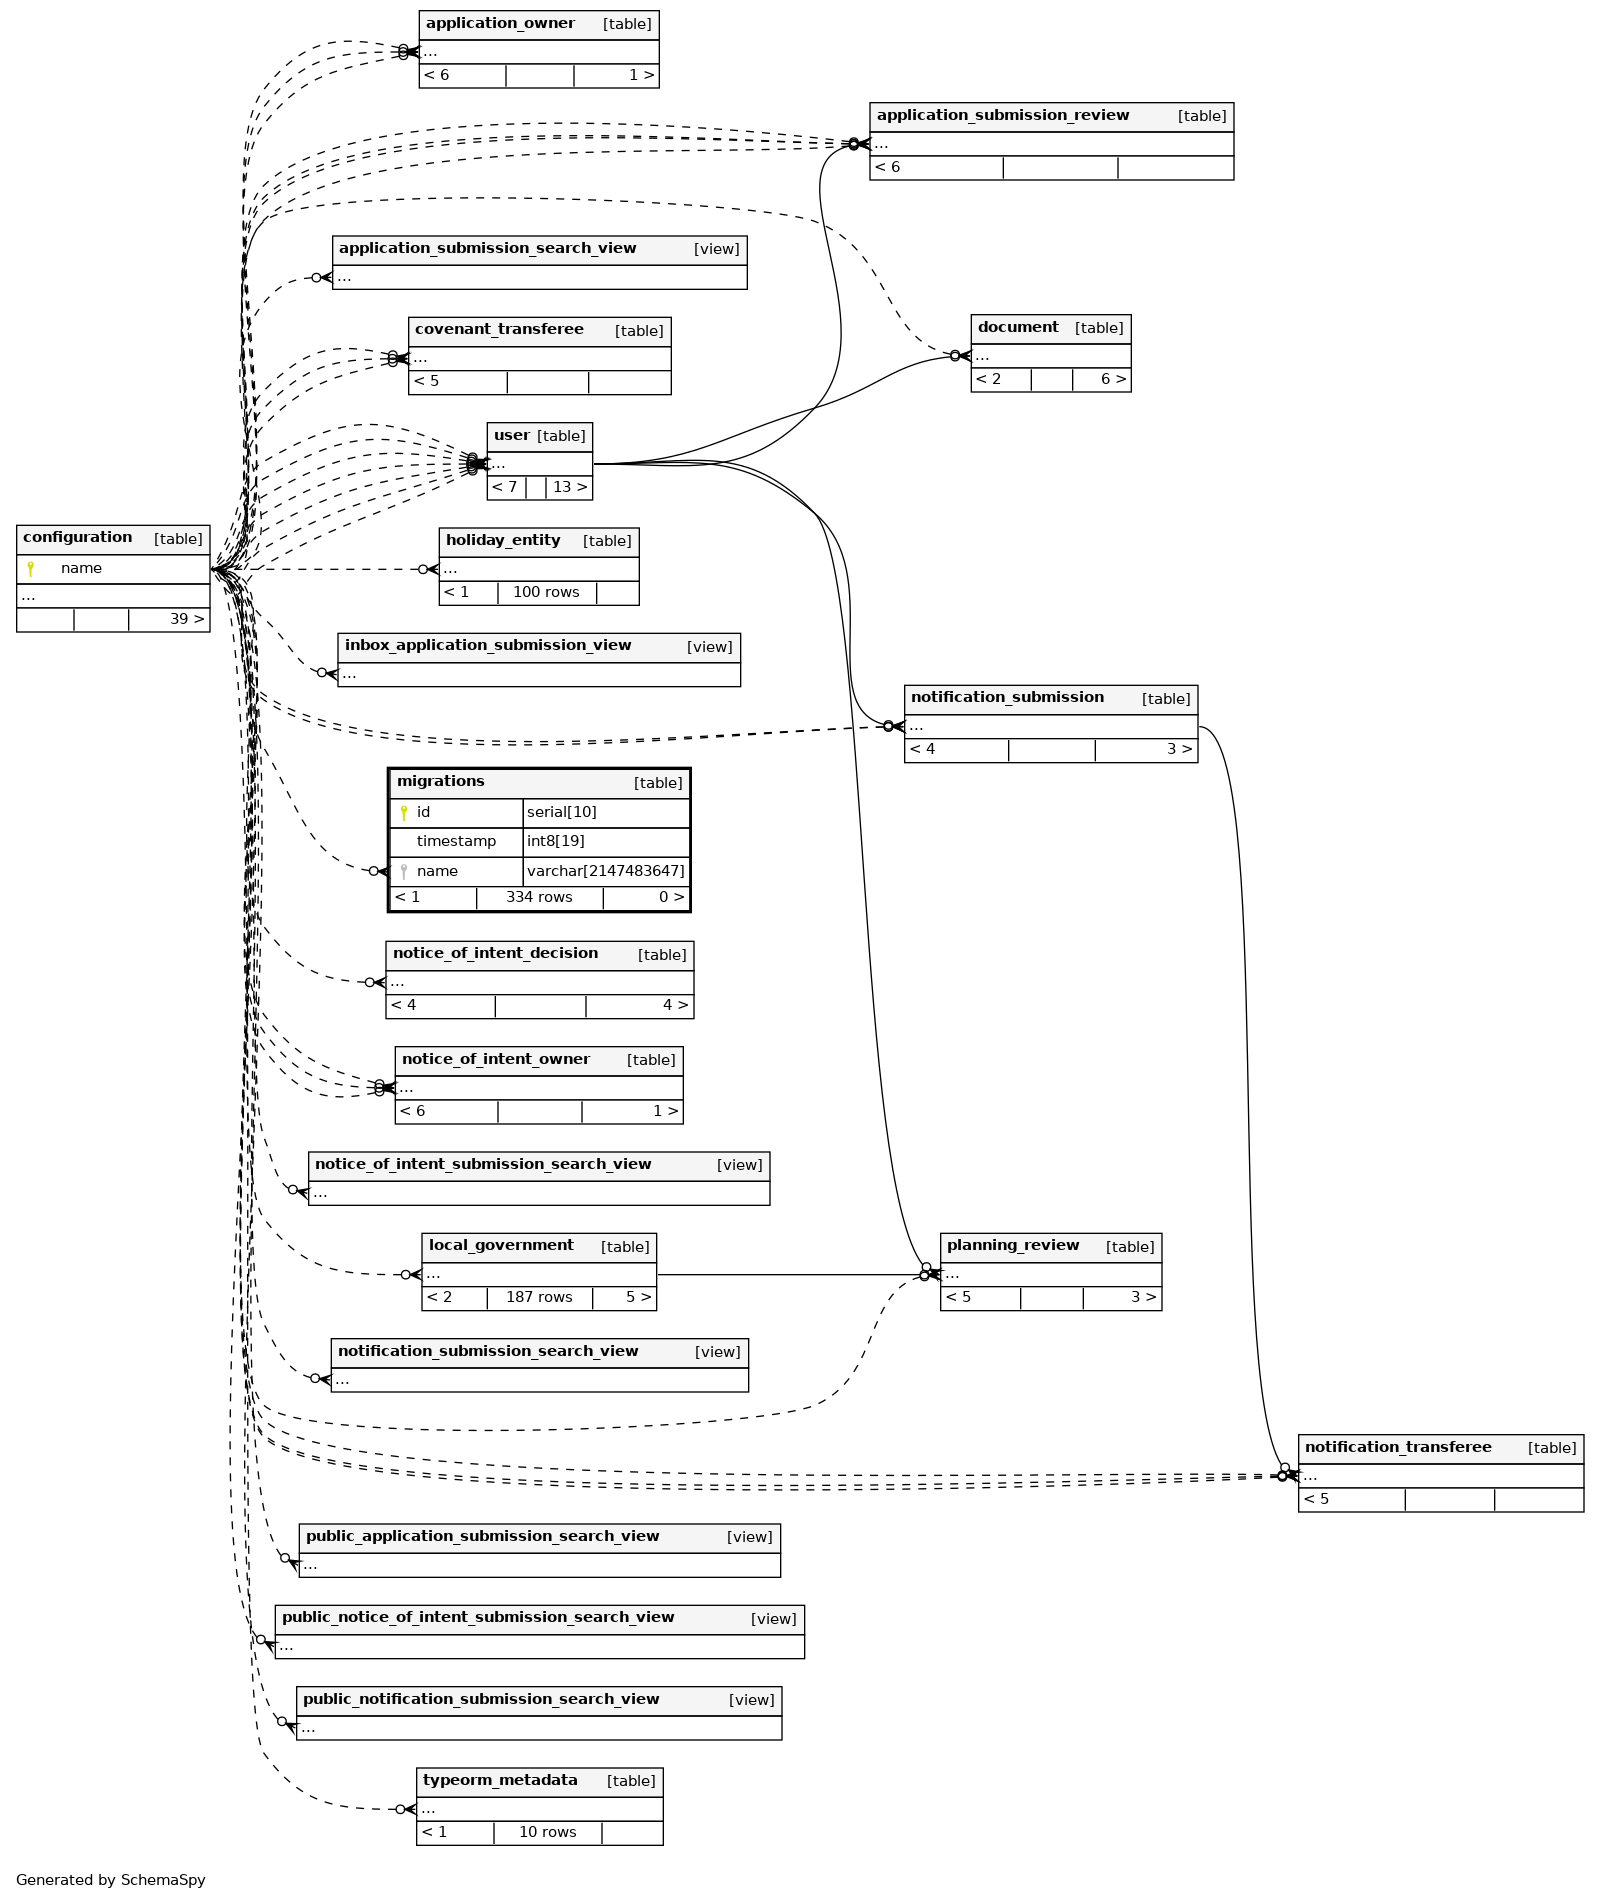 application_owner [table]
...
< 6 1 >
application_submission_review [table]
...
< 6
application_submission_search_view [view]
...
covenant_transferee [table]
...
< 5
document [table]
...
< 2 6 >
user [table]
...
< 7 13 >
configuration [table]
name
...
39 >
holiday_entity [table]
...
< 1 100 rows
inbox_application_submission_view [view]
...
notification_submission [table]
...
< 4 3 >
migrations [table]
id serial[10]
timestamp int8[19]
name varchar[2147483647]
< 1 334 rows 0 >
notice_of_intent_decision [table]
...
< 4 4 >
notice_of_intent_owner [table]
...
< 6 1 >
notice_of_intent_submission_search_view [view]
...
local_government [table]
...
< 2 187 rows 5 >
planning_review [table]
...
< 5 3 >
notification_submission_search_view [view]
...
notification_transferee [table]
...
< 5
public_application_submission_search_view [view]
...
public_notice_of_intent_submission_search_view [view]
...
public_notification_submission_search_view [view]
...
typeorm_metadata [table]
...
< 1 10 rows
Generated by SchemaSpy